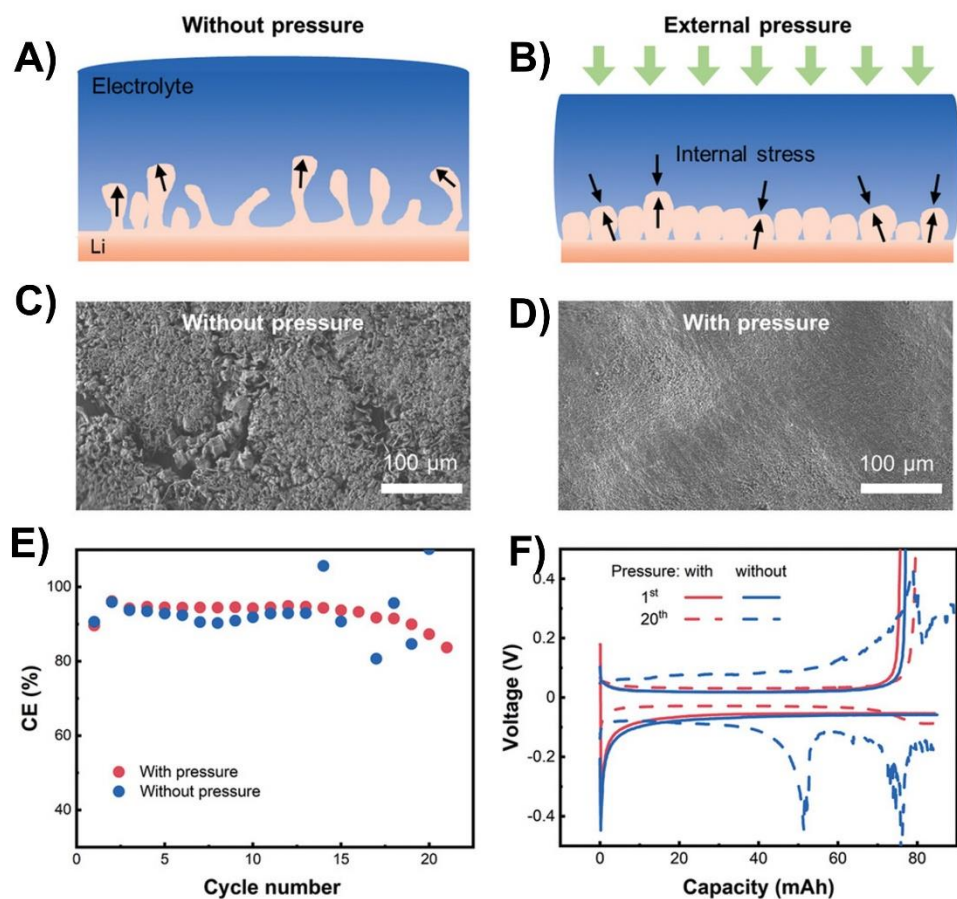 Without pressure
External pressure
A)
B)
Electrolyte
Internal stress
Li
C)
Without pressure
100 μm
D)
With pressure
100 μm
E)
CE (%)
100
80
60
40
With pressure
Without pressure
0
5
10
15
20
Cycle number
F)
Voltage (V)
0.4
0.2
0
-0.2
-0.4
Pressure: with without
1st
20th
0
20
40
60
80
Capacity (mAh)